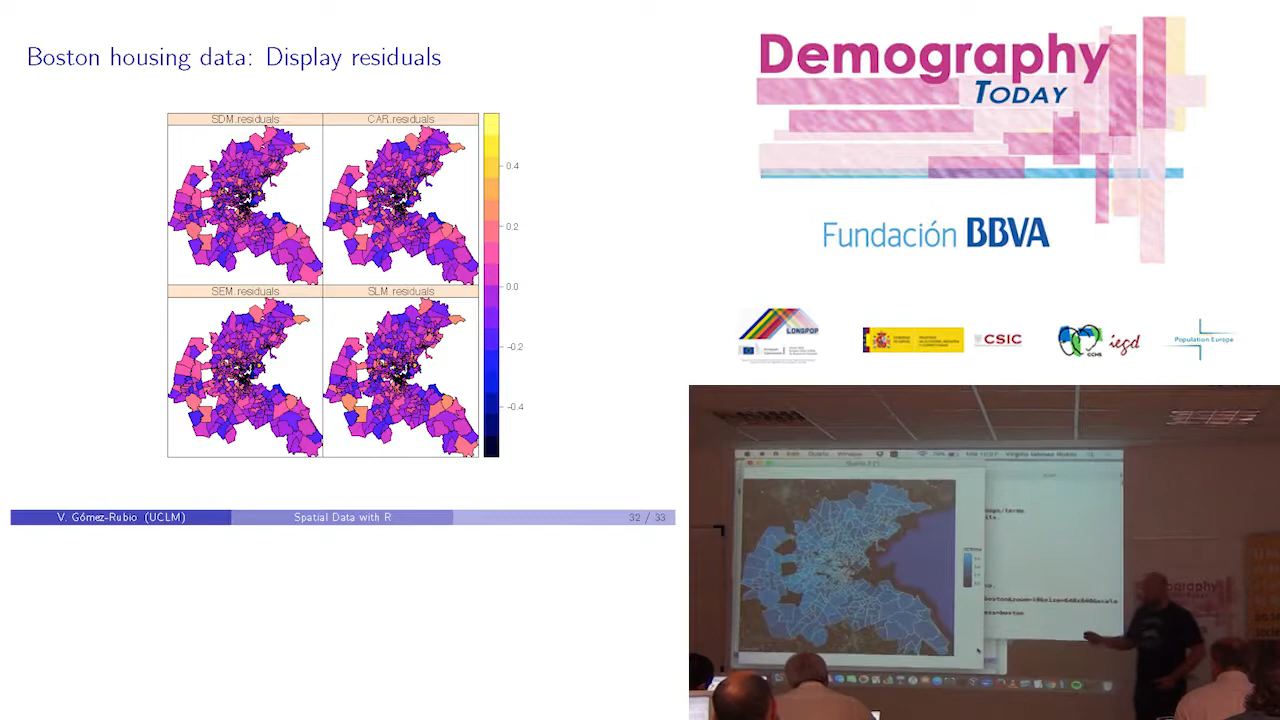 Boston housing data: Display residuals
SDM.residuals
CAR.residuals
SEM.residuals
SLM.residuals
0.4
0.2
0.0
-0.2
-0.4
V. Gómez-Rubio (UCLM)
Spatial Data with R
32 / 33
Demography
TODAY
Fundación BBVA
LONGPOP
CSIC
CCHS
iegd
Population Europe
ography